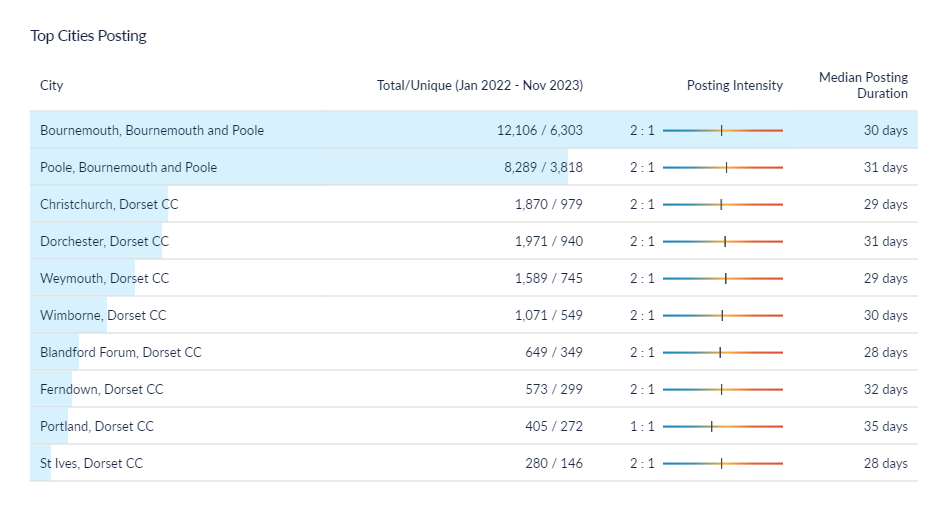 Top Cities Posting
City Total/Unique (Jan 2022 - Nov 2023) Posting Intensity Median Posting Duration
Bournemouth, Bournemouth and Poole 12,106 / 6,303 2 : 1 30 days
Poole, Bournemouth and Poole 8,289 / 3,818 2 : 1 31 days
Christchurch, Dorset CC 1,870 / 979 2 : 1 29 days
Dorchester, Dorset CC 1,971 / 940 2 : 1 31 days
Weymouth, Dorset CC 1,589 / 745 2 : 1 29 days
Wimborne, Dorset CC 1,071 / 549 2 : 1 30 days
Blandford Forum, Dorset CC 649 / 349 2 : 1 28 days
Ferndown, Dorset CC 573 / 299 2 : 1 32 days
Portland, Dorset CC 405 / 272 1 : 1 35 days
St Ives, Dorset CC 280 / 146 2 : 1 28 days